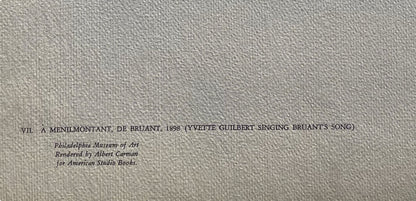 VII. A MENILMONTANT, DE BRUANT, 1898 (YVETTE GUILBERT SINGING BRUANT'S SONG)
Philadelphia Museum of Art
Rendered by Albert Carman
for American Studio Books.